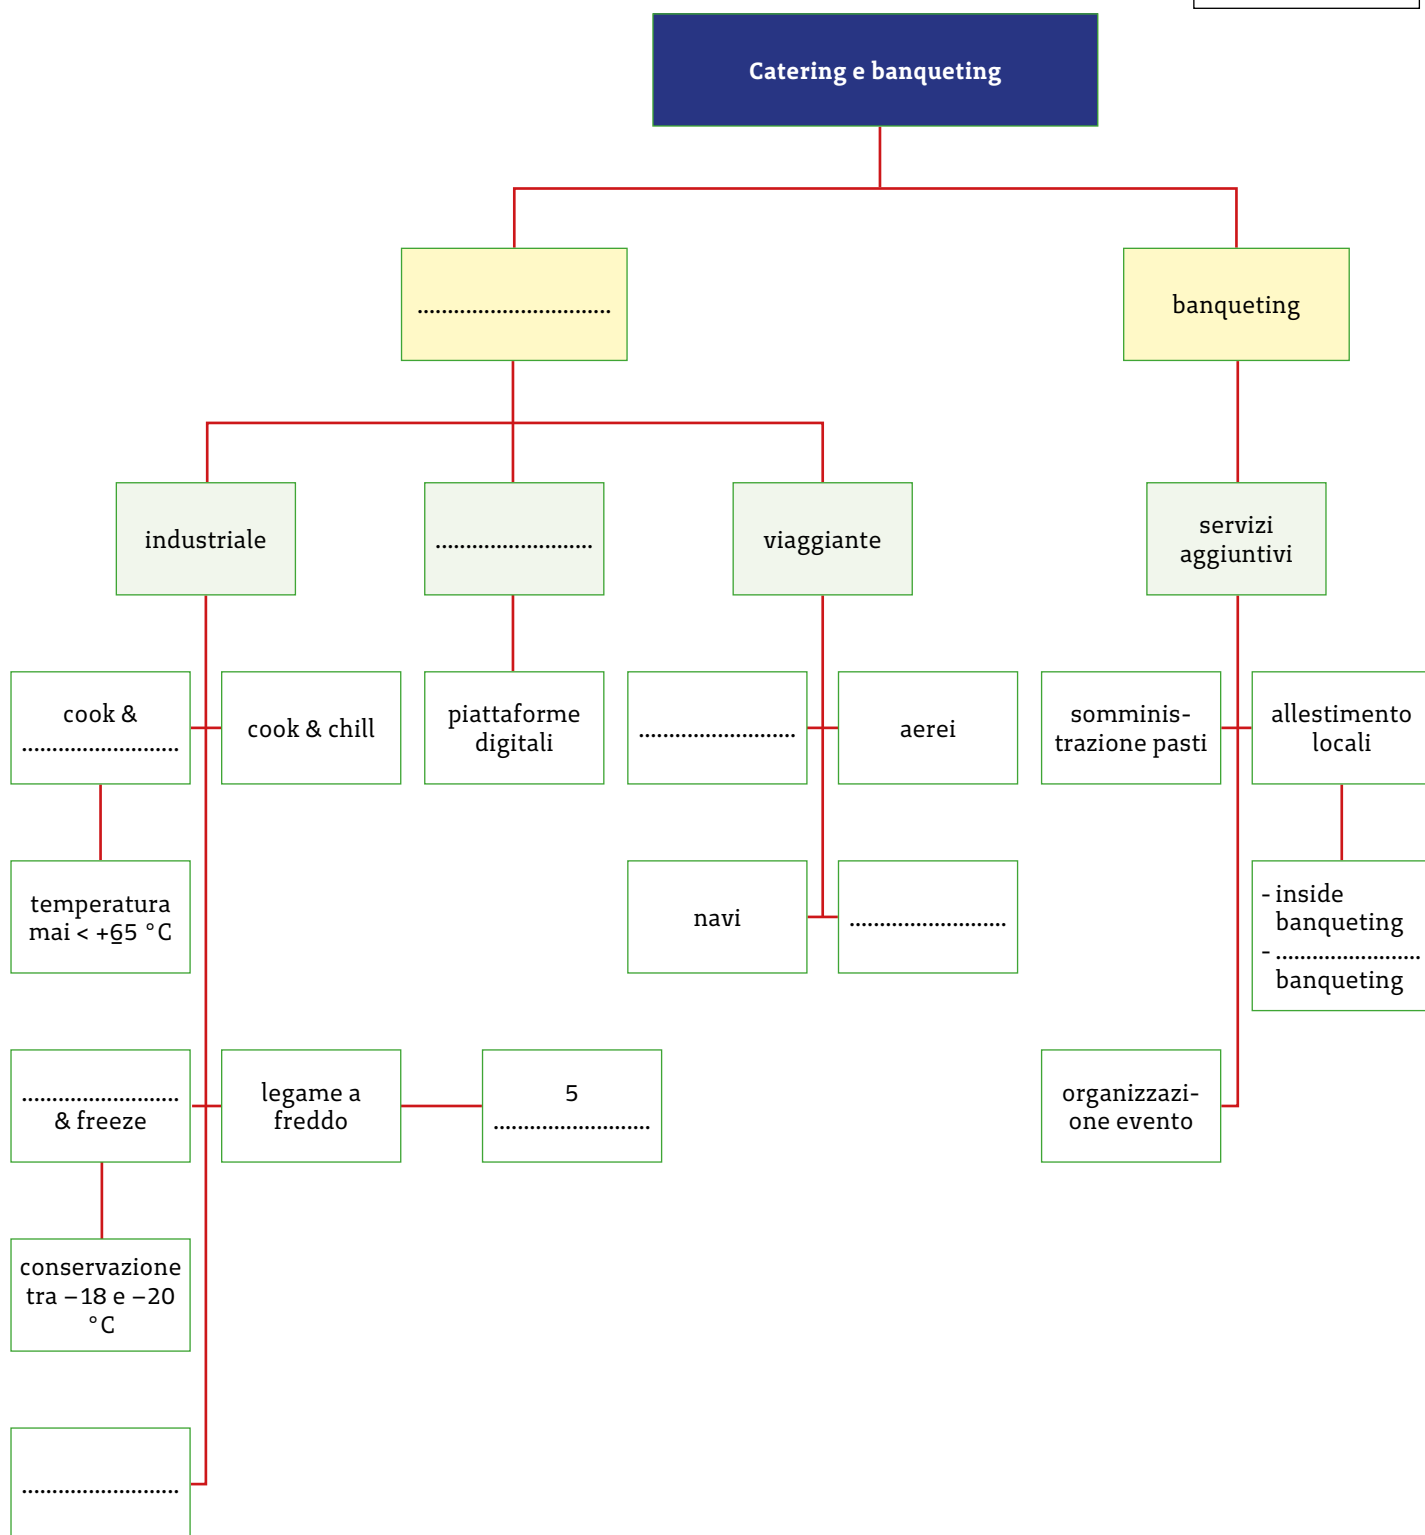 Catering e banqueting
...............................
banqueting
industriale
.........................
viaggiante
servizi
aggiuntivi
cook &
.........................
cook & chill
piattaforme
digitali
.........................
aerei
somminis-
trazione pasti
allestimento
locali
temperatura
mai < +65 °C
navi
.........................
- inside
banqueting
- .......................
banqueting
.........................
& freeze
legame a
freddo
5
.........................
organizzazi-
one evento
conservazione
tra –18 e –20
°C
.........................